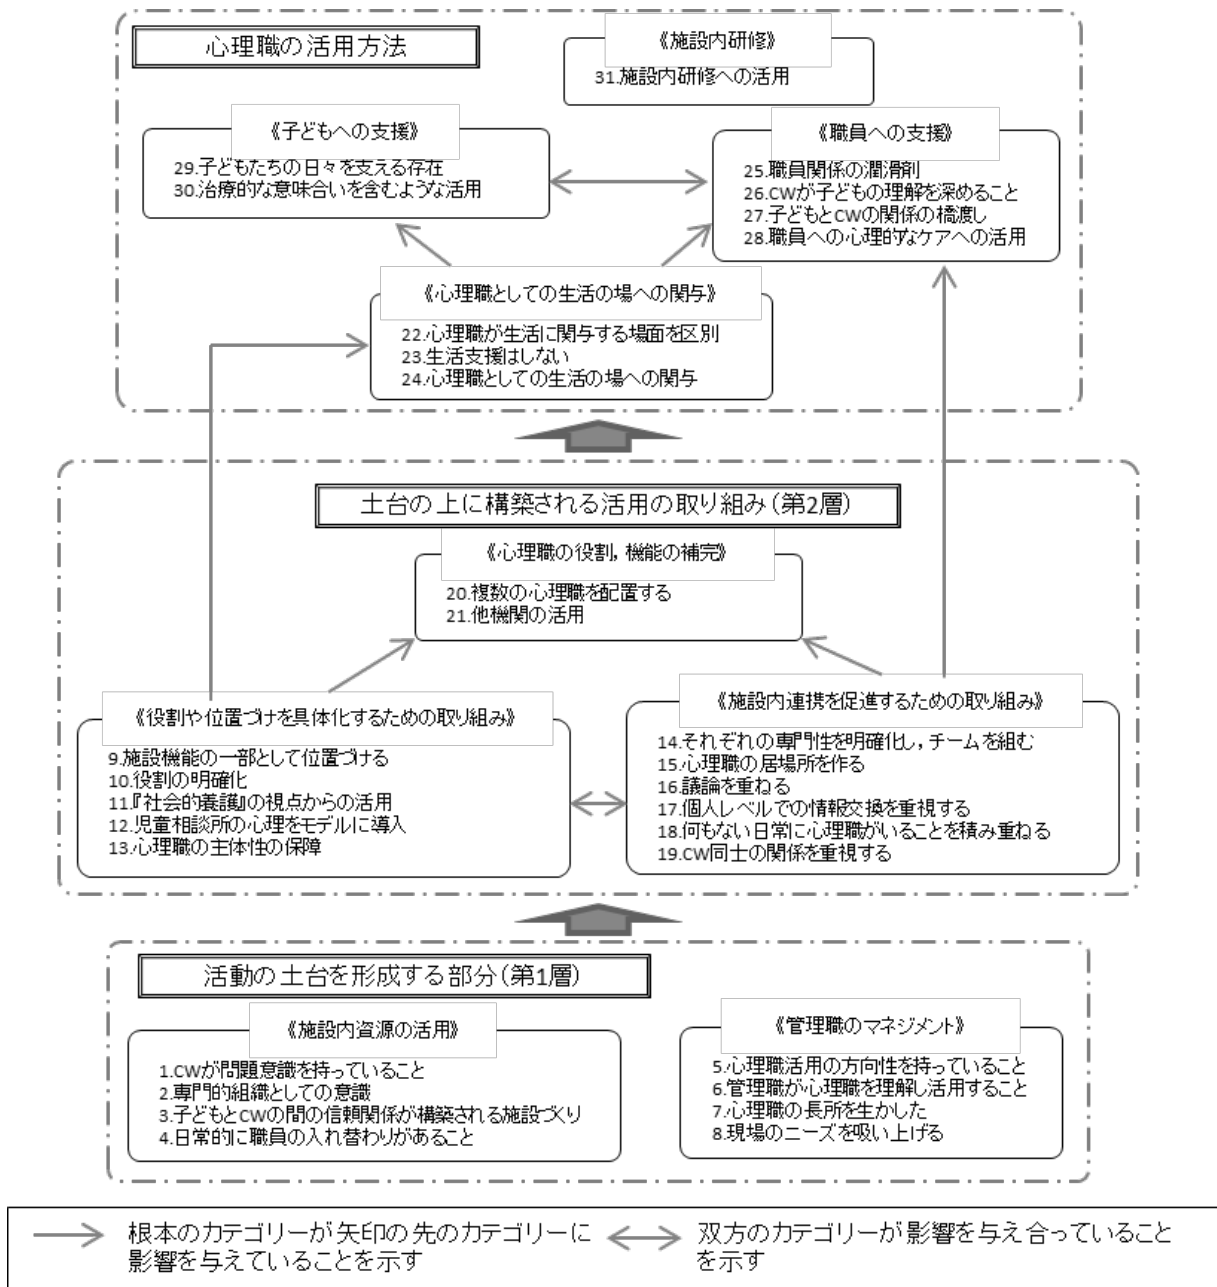 心理職の活用方法
《施設内研修》
31.施設内研修への活用
《子どもへの支援》
29.子どもたちの日々を支える存在
30.治療的な意味合いを含むような活用
《職員への支援》
25.職員関係の潤滑剤
26.CWが子どもの理解を深めること
27.子どもとCWの関係の橋渡し
28.職員への心理的なケアへの活用
《心理職としての生活の場への関与》
22.心理職が生活に関与する場面を区別
23.生活支援はしない
24.心理職としての生活の場への関与
土台の上に構築される活用の取り組み(第2層)
《心理職の役割,機能の補完》
20.複数の心理職を配置する
21.他機関の活用
《役割や位置づけを具体化するための取り組み》
9.施設機能の一部として位置づける
10.役割の明確化
11.『社会的養護』の視点からの活用
12.児童相談所の心理をモデルに導入
13.心理職の主体性の保障
《施設内連携を促進するための取り組み》
14.それぞれの専門性を明確化し,チームを組む
15.心理職の居場所を作る
16.議論を重ねる
17.個人レベルでの情報交換を重視する
18.何もない日常に心理職がいることを積み重ねる
19.CW同士の関係を重視する
活動の土台を形成する部分(第1層)
《施設内資源の活用》
1.CWが問題意識を持っていること
2.専門的組織としての意識
3.子どもとCWの間の信頼関係が構築される施設づくり
4.日常的に職員の入れ替わりがあること
《管理職のマネジメント》
5.心理職活用の方向性を持っていること
6.管理職が心理職を理解し活用すること
7.心理職の長所を生かした
8.現場のニーズを吸い上げる
根本のカテゴリーが矢印の先のカテゴリーに
影響を与えていることを示す
双方のカテゴリーが影響を与え合っていること
を示す